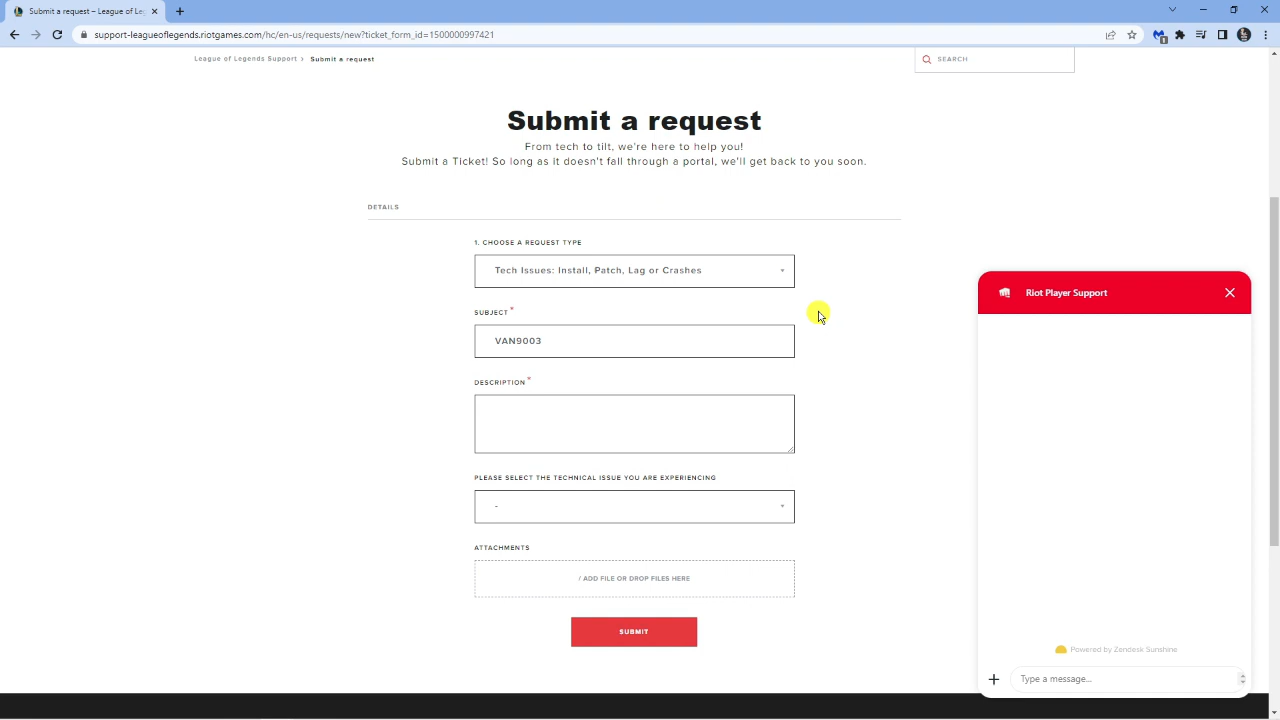 Submit a request – League of Le
support-leagueoflegends.riotgames.com/hc/en-us/requests/new?ticket_form_id=1500000997421
1
League of Legends Support › Submit a request
SEARCH
Submit a request
From tech to tilt, we're here to help you!
Submit a Ticket! So long as it doesn't fall through a portal, we'll get back to you soon.
DETAILS
1. CHOOSE A REQUEST TYPE
Tech Issues: Install, Patch, Lag or Crashes
SUBJECT*
VAN9003
DESCRIPTION*
PLEASE SELECT THE TECHNICAL ISSUE YOU ARE EXPERIENCING
-
ATTACHMENTS
/ ADD FILE OR DROP FILES HERE
SUBMIT
Riot Player Support
Powered by Zendesk Sunshine
Type a message...